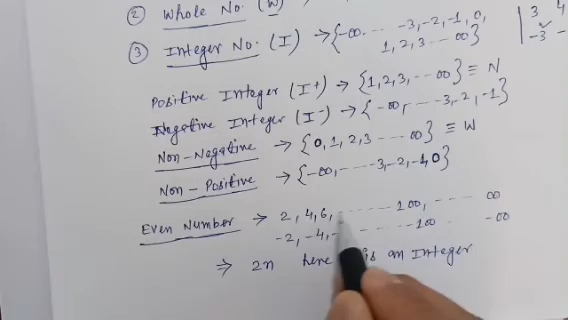 ② Whole No. (W)
③ Integer No. (I) → {-∞. ... -3, -2, -1, 0,
1, 2, 3 ... ∞}
3 4
-3 -
Positive Integer (I+) → {1, 2, 3, ... ∞} ≡ N
Negative Integer (I-) → {-∞, ... -3, -2, -1}
Non-Negative → {0, 1, 2, 3 ... ∞} ≡ W
Non-Positive → {-∞, ... -3, -2, -1, 0}
Even Number → 2, 4, 6, ... 100, ... ∞
-2, -4, ... -100 ... -∞
⇒ 2n here is an Integer